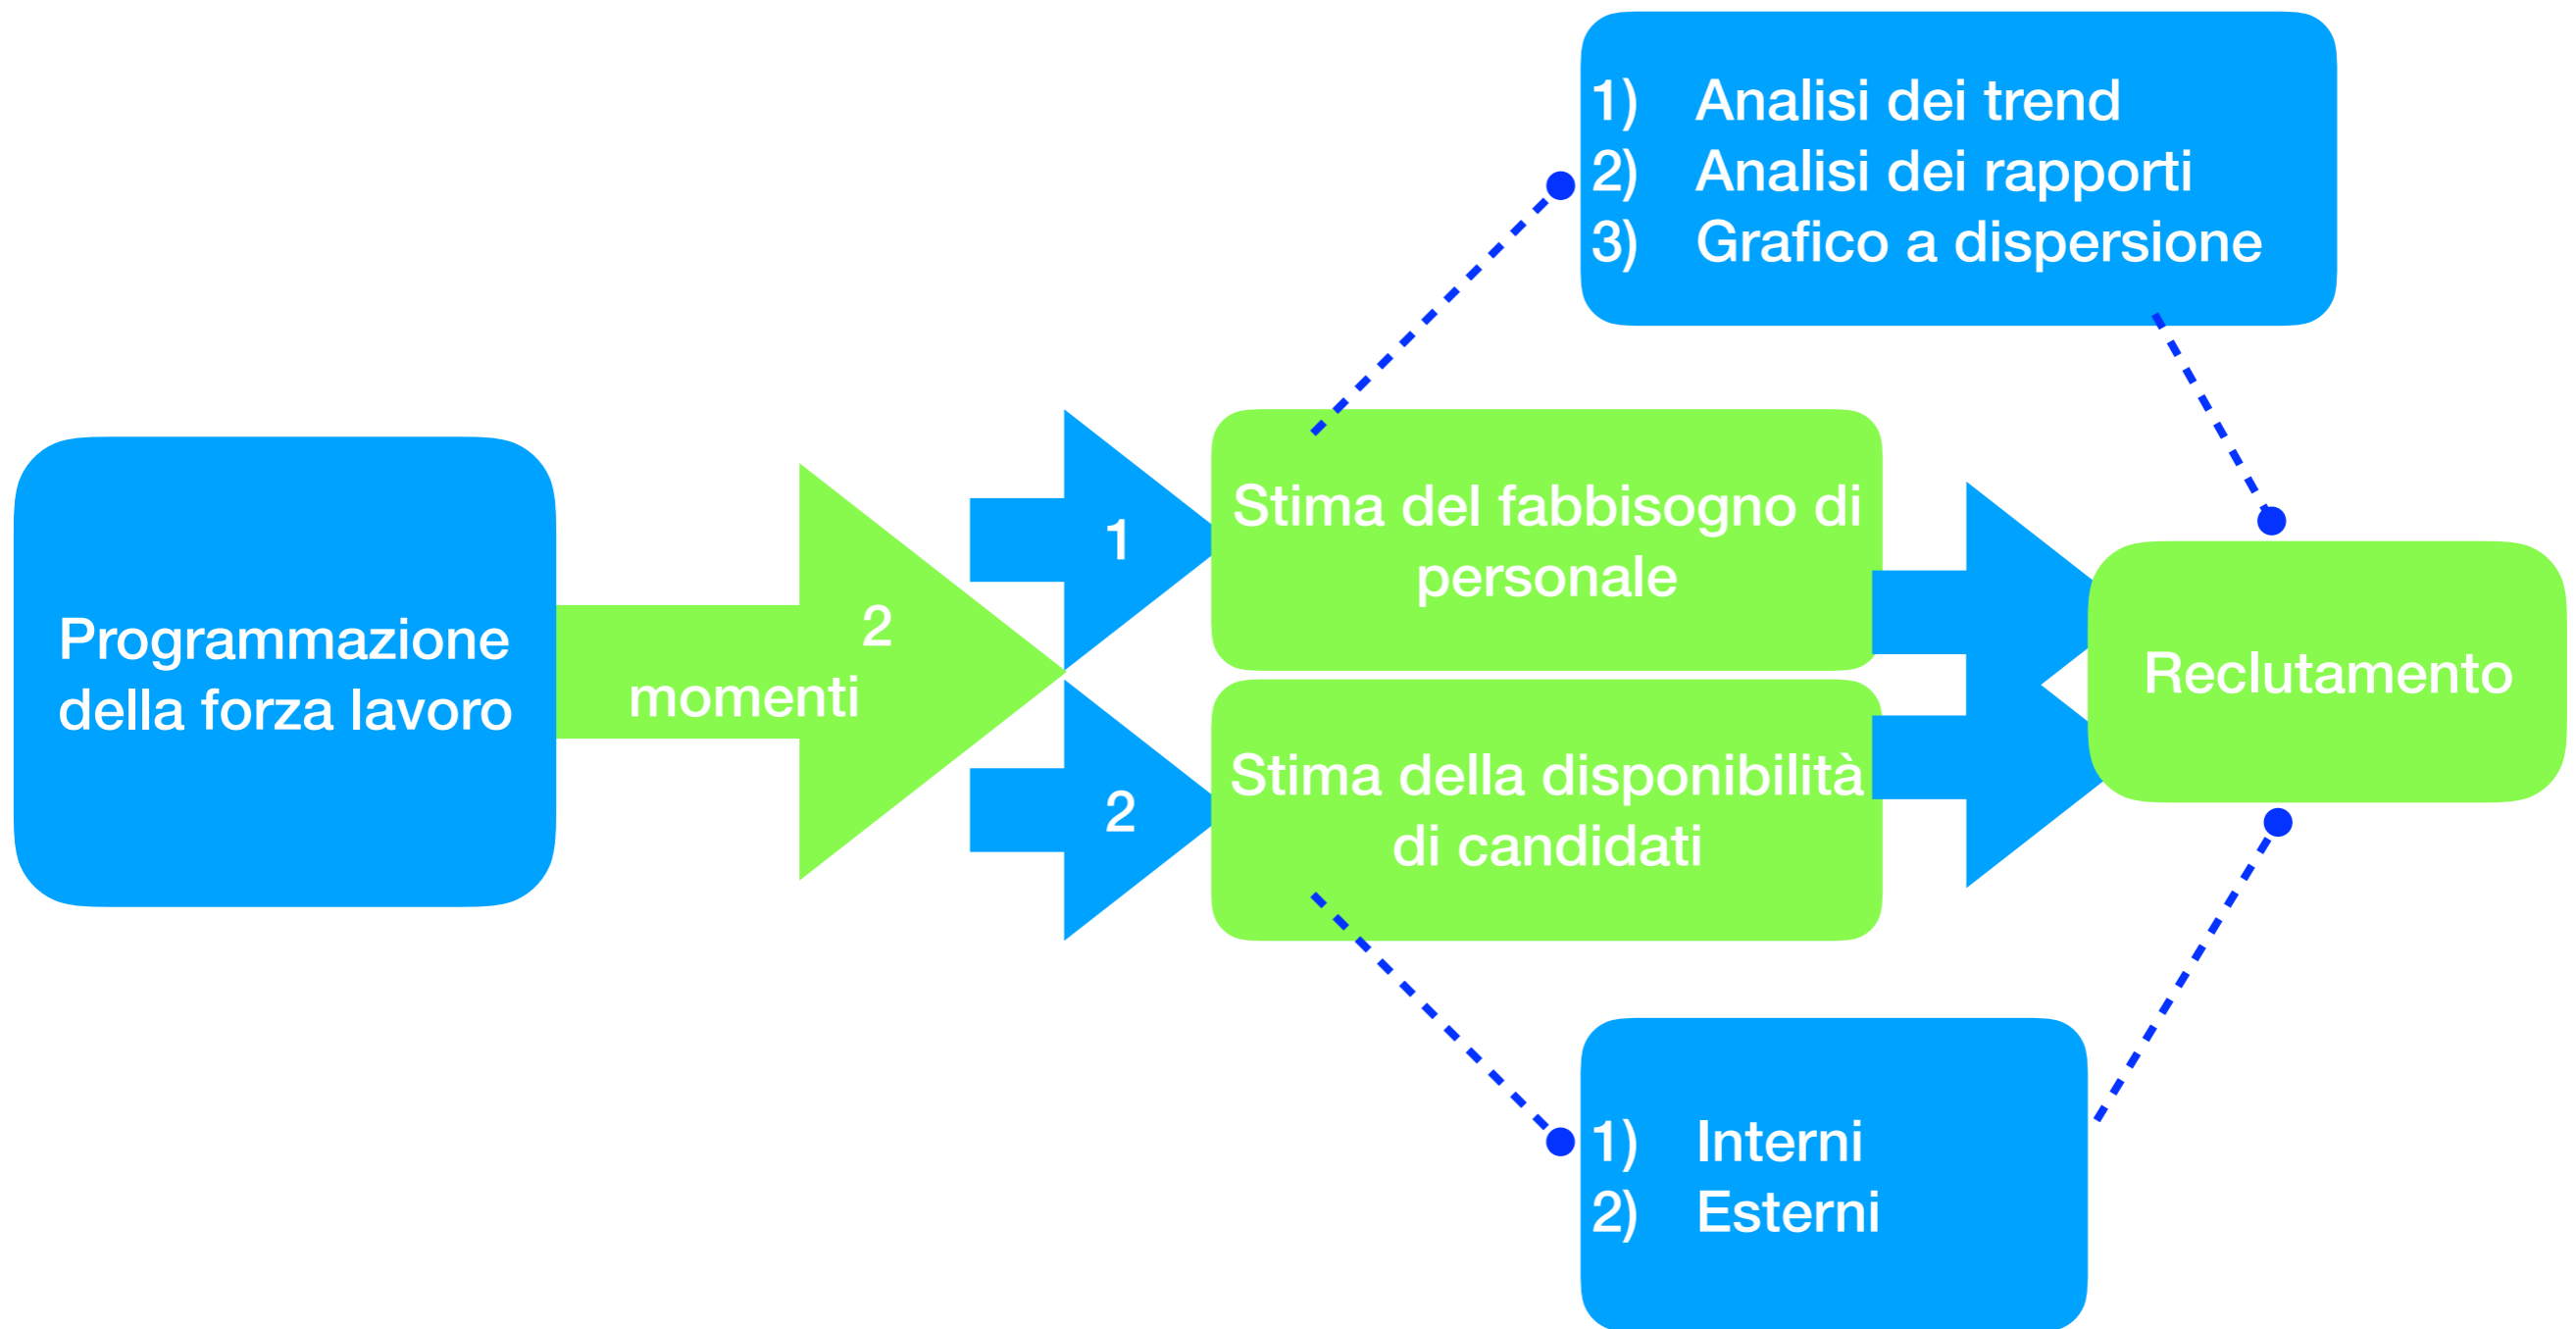 1) Analisi dei trend
2) Analisi dei rapporti
3) Grafico a dispersione
Programmazione
della forza lavoro
2
momenti
1
Stima del fabbisogno di
personale
2
Stima della disponibilità
di candidati
Reclutamento
1) Interni
2) Esterni